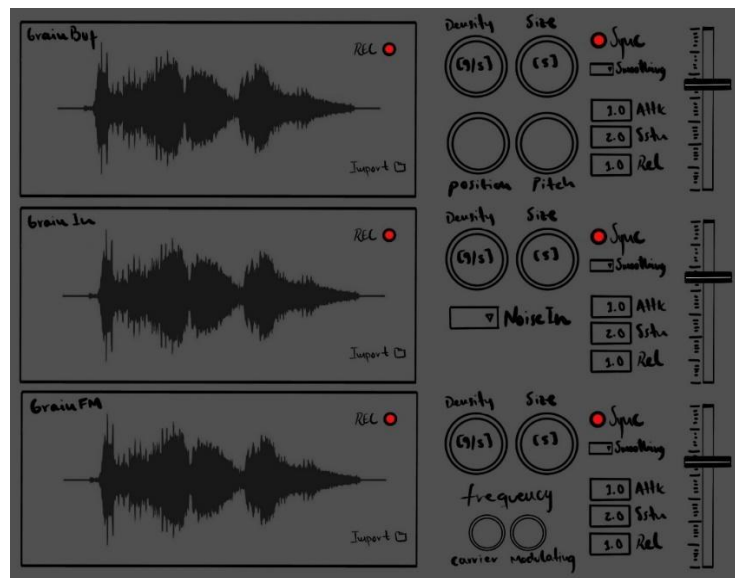 GrainBuf
REC
Import
Density Size
[g/s] [s]
Sync
Smoothing
position Pitch
1.0 Attk
2.0 Sstn
1.0 Rel
Grain In
REC
Import
Density Size
[g/s] [s]
Sync
Smoothing
NoiseIn
1.0 Attk
2.0 Sstn
1.0 Rel
GrainFM
REC
Import
Density Size
[g/s] [s]
Sync
Smoothing
frequency
carrier Modulating
1.0 Attk
2.0 Sstn
1.0 Rel